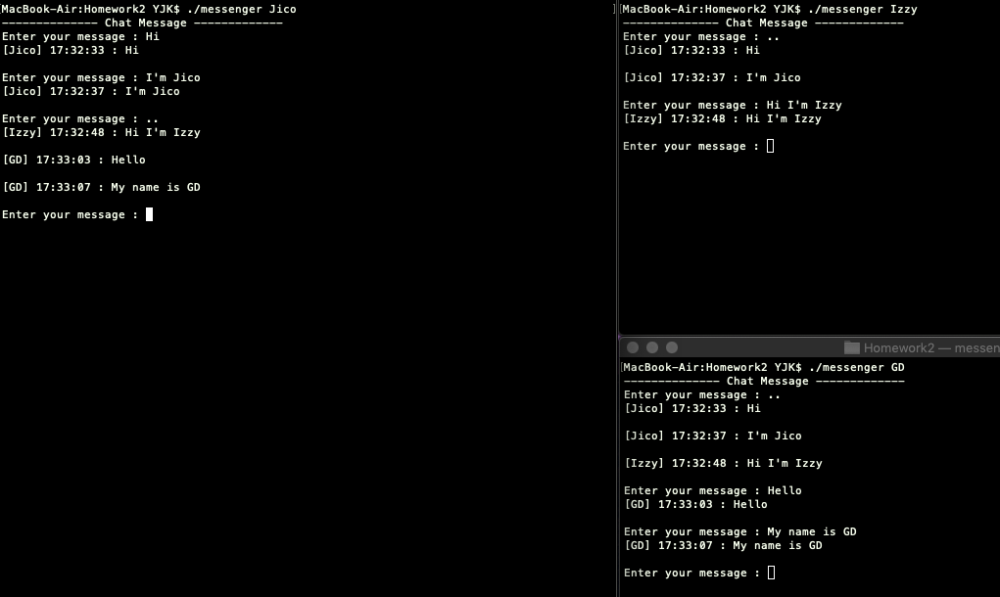 MacBook-Air:Homework2 YJK$ ./messenger Jico
-------------- Chat Message -------------
Enter your message : Hi
[Jico] 17:32:33 : Hi
Enter your message : I'm Jico
[Jico] 17:32:37 : I'm Jico
Enter your message : ..
[Izzy] 17:32:48 : Hi I'm Izzy
[GD] 17:33:03 : Hello
[GD] 17:33:07 : My name is GD
Enter your message :
MacBook-Air:Homework2 YJK$ ./messenger Izzy
-------------- Chat Message -------------
Enter your message : ..
[Jico] 17:32:33 : Hi
[Jico] 17:32:37 : I'm Jico
Enter your message : Hi I'm Izzy
[Izzy] 17:32:48 : Hi I'm Izzy
Enter your message :
Homework2 — messen
MacBook-Air:Homework2 YJK$ ./messenger GD
-------------- Chat Message -------------
Enter your message : ..
[Jico] 17:32:33 : Hi
[Jico] 17:32:37 : I'm Jico
[Izzy] 17:32:48 : Hi I'm Izzy
Enter your message : Hello
[GD] 17:33:03 : Hello
Enter your message : My name is GD
[GD] 17:33:07 : My name is GD
Enter your message :